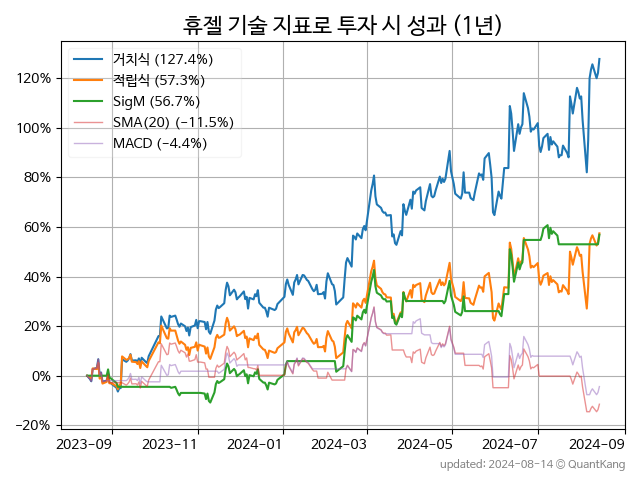 휴젤 기술 지표로 투자 시 성과 (1년)
거치식 (127.4%)
적립식 (57.3%)
SigM (56.7%)
SMA(20) (−11.5%)
MACD (−4.4%)
120%
100%
80%
60%
40%
20%
0%
−20%
2023-09 2023-11 2024-01 2024-03 2024-05 2024-07 2024-09
updated: 2024-08-14 © QuantKang